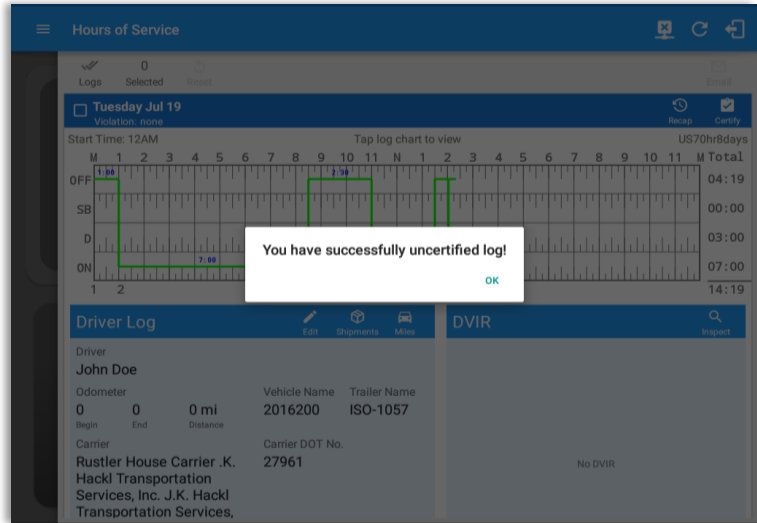 Hours of Service
Logs
0
Selected
Reset
Email
Tuesday Jul 19
Violation: none
Recap
Certify
Start Time: 12AM
Tap log chart to view
US70hr8days
M 1 2 3 4 5 6 7 8 9 10 11 N 1 2 3 4 5 6 7 8 9 10 11 M Total
OFF 1:00 2:30 04:19
SB 00:00
D 03:00
ON 7:00 07:00
1 2 14:19
You have successfully uncertified log!
OK
Driver Log
Edit
Shipments
Miles
Driver
John Doe
Odometer Vehicle Name Trailer Name
0 0 0 mi 2016200 ISO-1057
Begin End Distance
Carrier Carrier DOT No.
Rustler House Carrier .K. 27961
Hackl Transportation
Services, Inc. J.K. Hackl
Transportation Services,
DVIR
Inspect
No DVIR